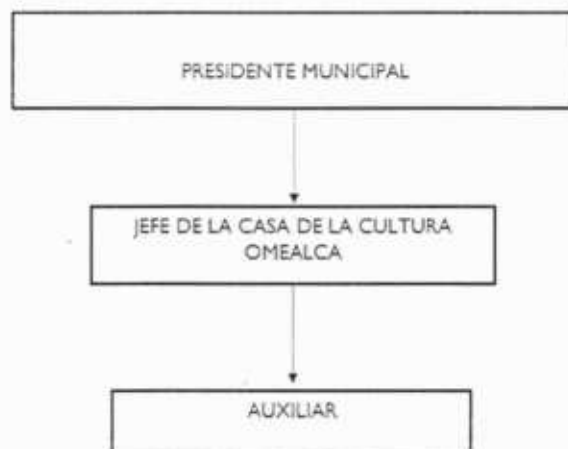 PRESIDENTE MUNICIPAL
JEFE DE LA CASA DE LA CULTURA
OMEALCA
AUXILIAR